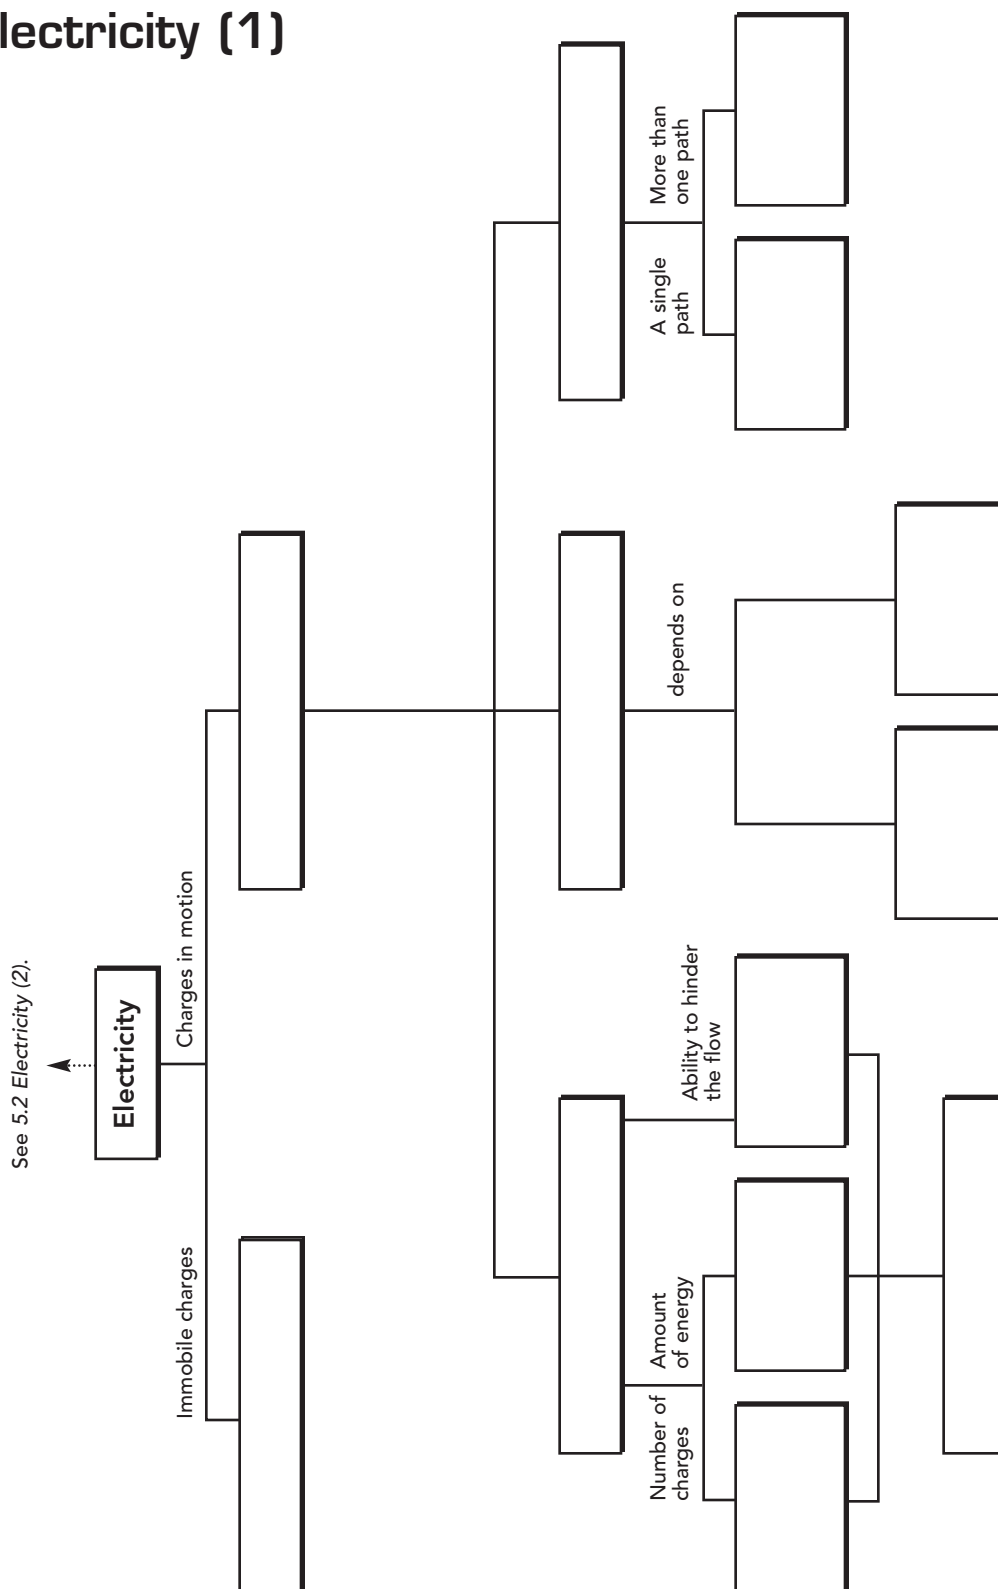 lectricity (1)
See 5.2 Electricity (2).
Electricity
Immobile charges
Charges in motion
Number of
charges
Amount
of energy
Ability to hinder
the flow
depends on
A single
path
More than
one path